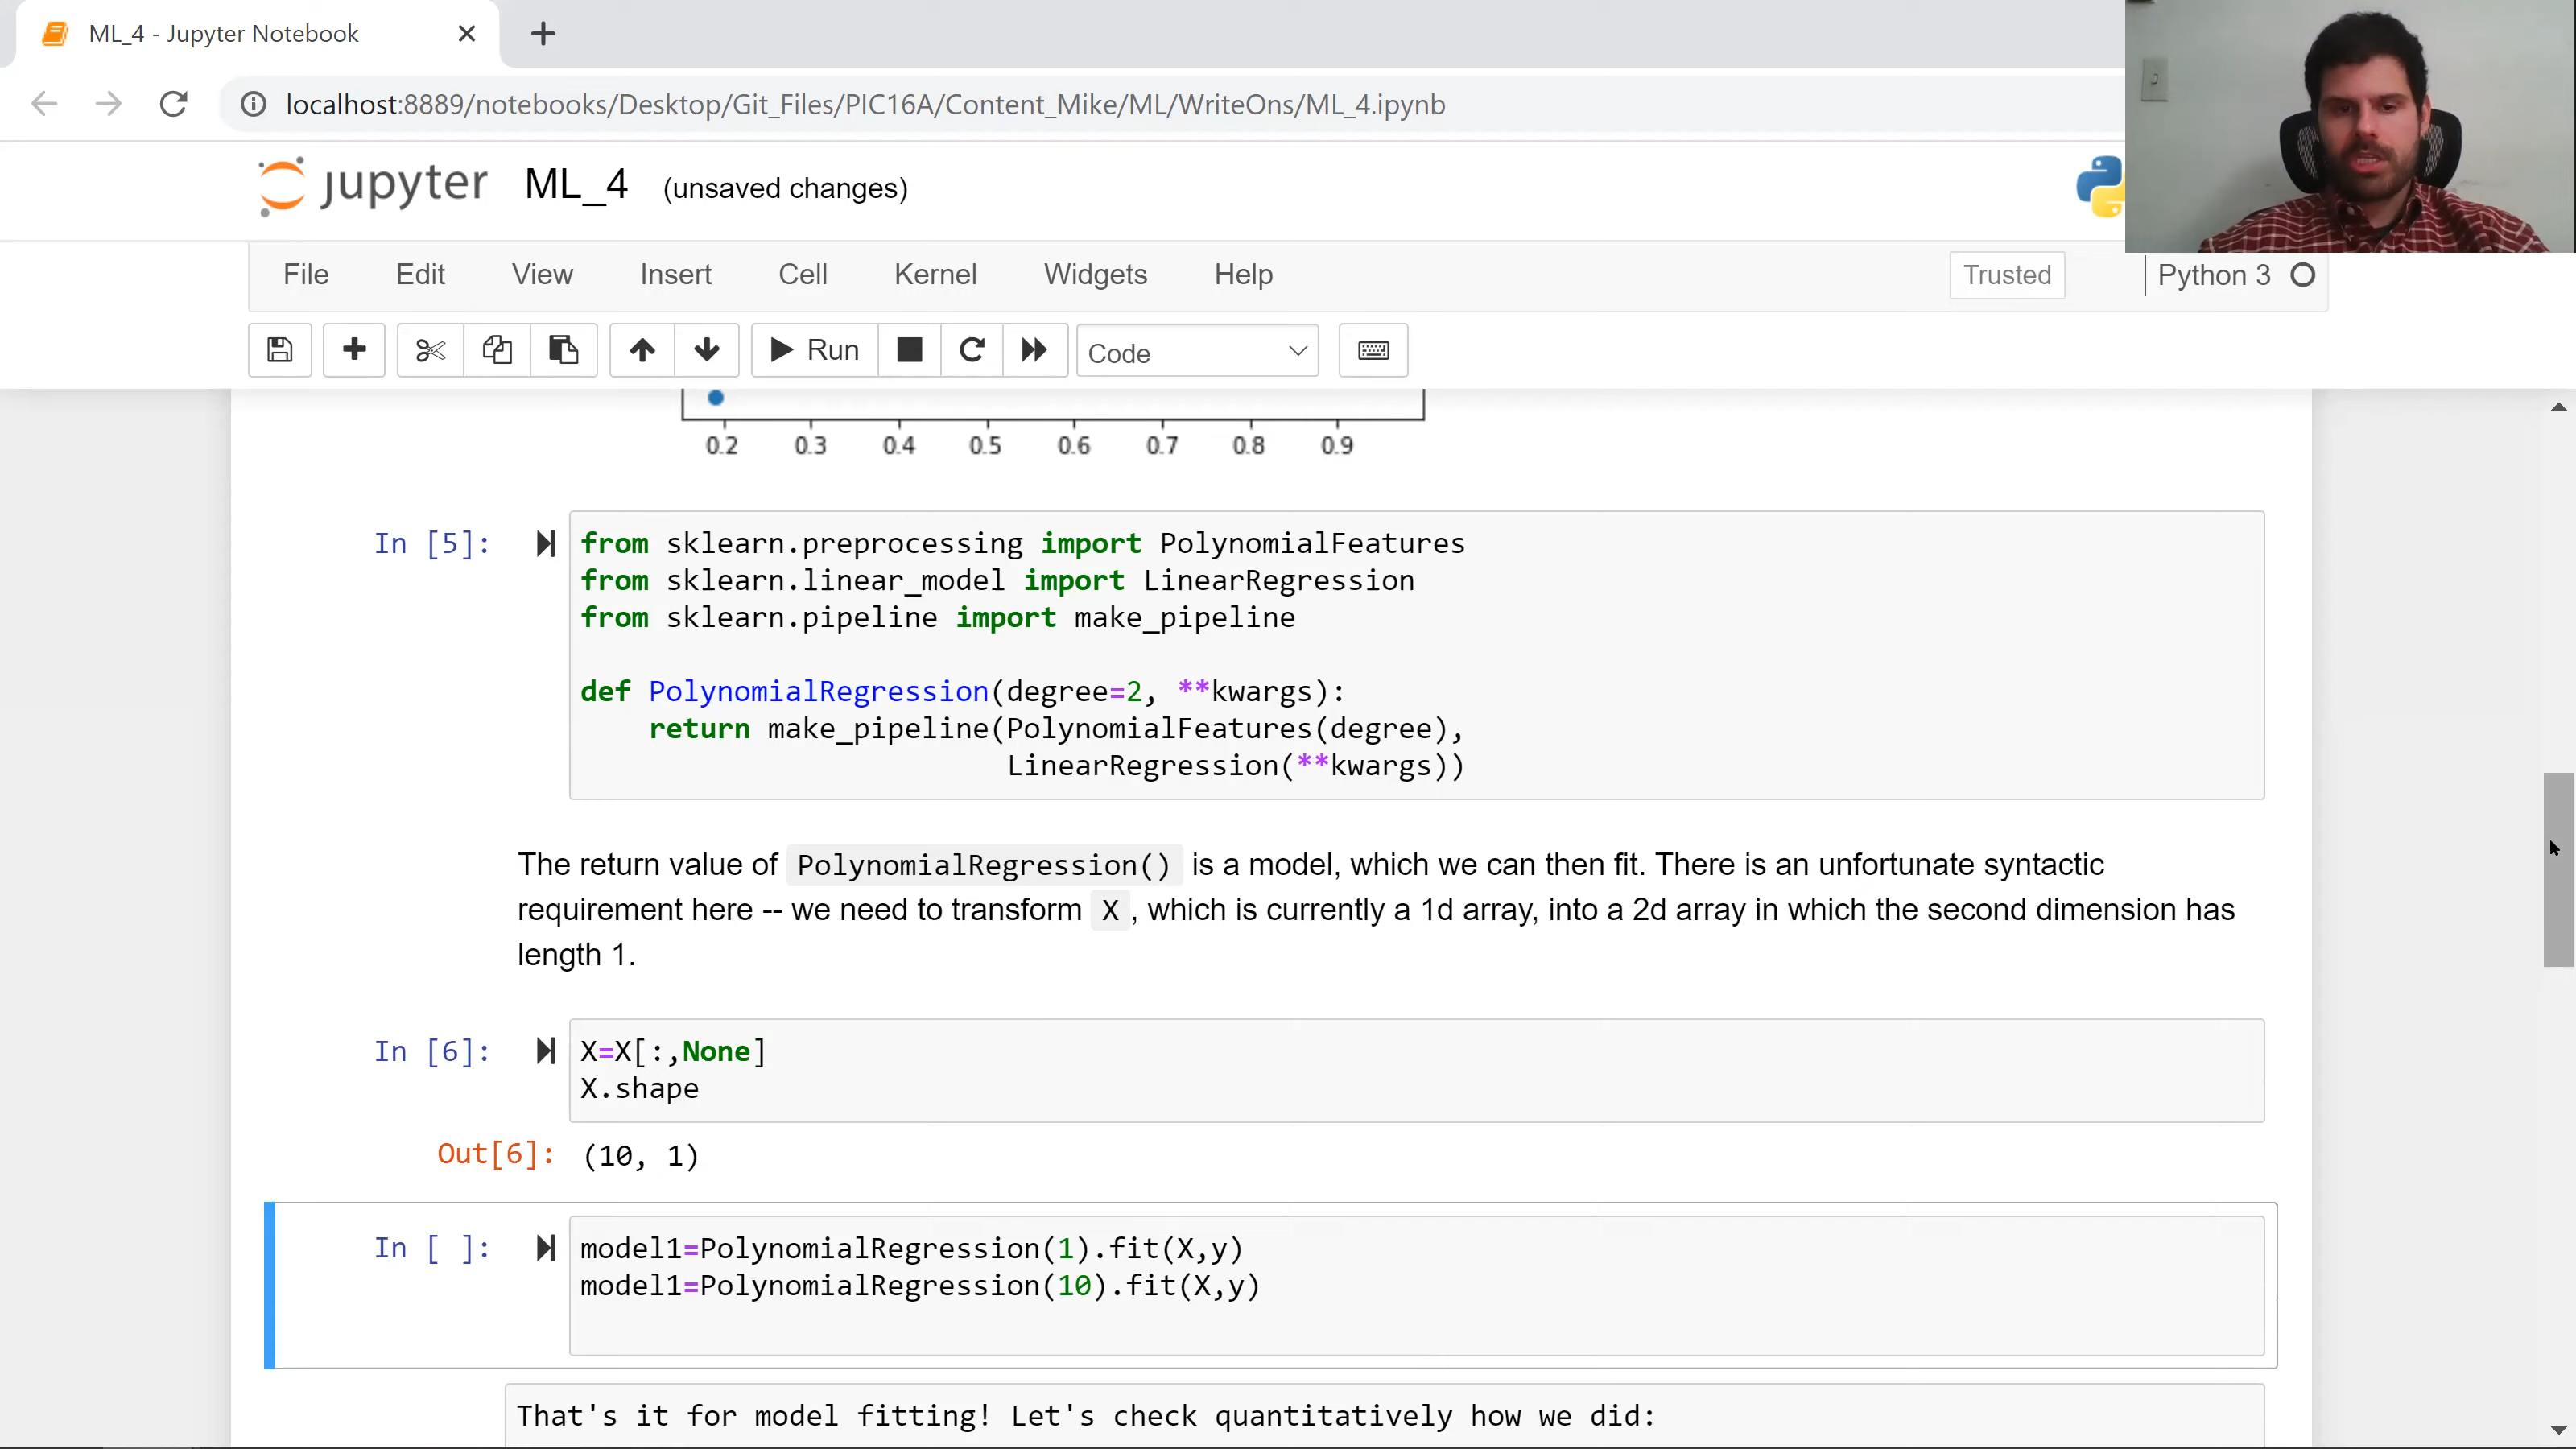 ML_4 - Jupyter Notebook
localhost:8889/notebooks/Desktop/Git_Files/PIC16A/Content_Mike/ML/WriteOns/ML_4.ipynb
jupyter ML_4 (unsaved changes)
File Edit View Insert Cell Kernel Widgets Help Trusted Python 3
Run Code
0.2 0.3 0.4 0.5 0.6 0.7 0.8 0.9
In [5]: from sklearn.preprocessing import PolynomialFeatures
from sklearn.linear_model import LinearRegression
from sklearn.pipeline import make_pipeline
def PolynomialRegression(degree=2, **kwargs):
return make_pipeline(PolynomialFeatures(degree),
LinearRegression(**kwargs))
The return value of PolynomialRegression() is a model, which we can then fit. There is an unfortunate syntactic
requirement here -- we need to transform X , which is currently a 1d array, into a 2d array in which the second dimension has
length 1.
In [6]: X=X[:,None]
X.shape
Out[6]: (10, 1)
In [ ]: model1=PolynomialRegression(1).fit(X,y)
model1=PolynomialRegression(10).fit(X,y)
That's it for model fitting! Let's check quantitatively how we did: